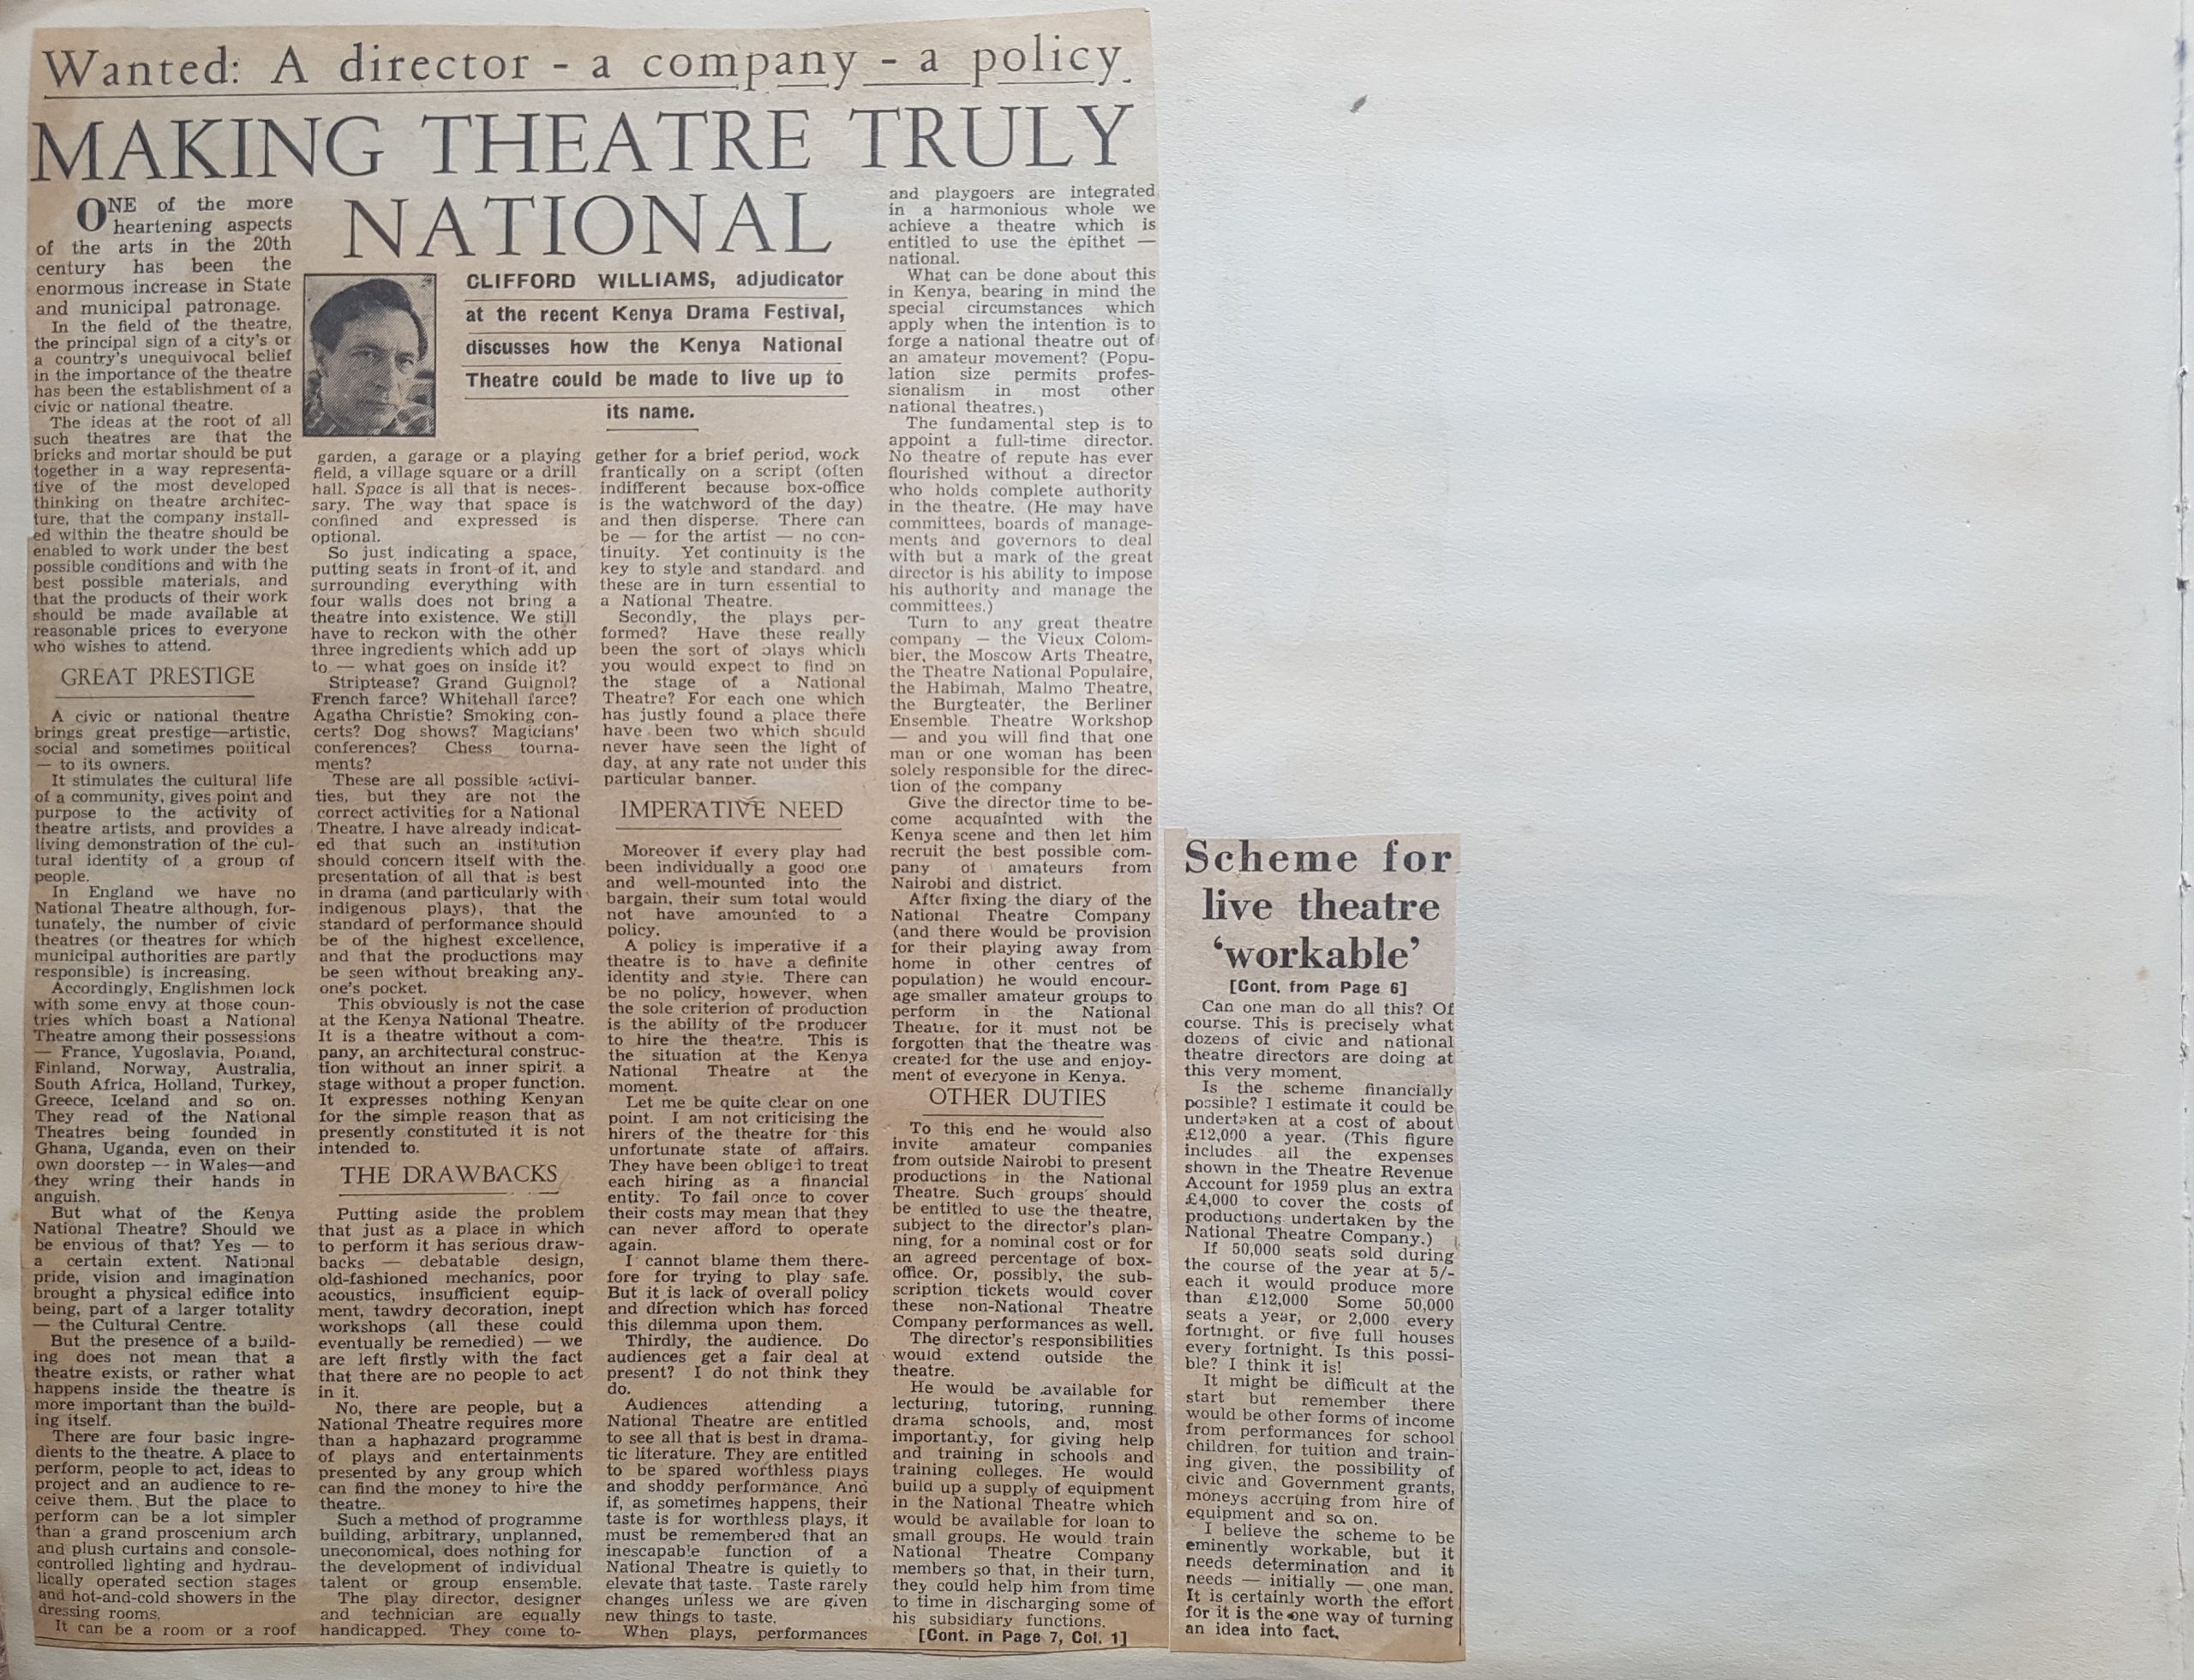 Wanted: A director - a company - a policy.
MAKING THEATRE TRULY
NATIONAL
CLIFFORD WILLIAMS, adjudicator
at the recent Kenya Drama Festival,
discusses how the Kenya National
Theatre could be made to live up to
its name.
ONE of the more
heartening aspects
of the arts in the 20th
century has been the
enormous increase in State
and municipal patronage.
In the field of the theatre,
the principal sign of a city's or
a country's unequivocal belief
in the importance of the theatre
has been the establishment of a
civic or national theatre.
The ideas at the root of all
such theatres are that the
bricks and mortar should be put
together in a way representa-
tive of the most developed
thinking on theatre architec-
ture, that the company install-
ed within the theatre should be
enabled to work under the best
possible conditions and with the
best possible materials, and
that the products of their work
should be made available at
reasonable prices to everyone
who wishes to attend.
GREAT PRESTIGE
A civic or national theatre
brings great prestige—artistic,
social and sometimes political
— to its owners.
It stimulates the cultural life
of a community, gives point and
purpose to the activity of
theatre artists, and provides a
living demonstration of the cul-
tural identity of a group of
people.
In England we have no
National Theatre although, for-
tunately, the number of civic
theatres (or theatres for which
municipal authorities are partly
responsible) is increasing.
Accordingly, Englishmen look
with some envy at those coun-
tries which boast a National
Theatre among their possessions
— France, Yugoslavia, Poland,
Finland, Norway, Australia,
South Africa, Holland, Turkey,
Greece, Iceland and so on.
They read of the National
Theatres being founded in
Ghana, Uganda, even on their
own doorstep -- in Wales—and
they wring their hands in
anguish.
But what of the Kenya
National Theatre? Should we
be envious of that? Yes — to
a certain extent. National
pride, vision and imagination
brought a physical edifice into
being, part of a larger totality
— the Cultural Centre.
But the presence of a build-
ing does not mean that a
theatre exists, or rather what
happens inside the theatre is
more important than the build-
ing itself.
There are four basic ingre-
dients to the theatre. A place to
perform, people to act, ideas to
project and an audience to re-
ceive them. But the place to
perform can be a lot simpler
than a grand proscenium arch
and plush curtains and console-
controlled lighting and hydrau-
lically operated section stages
and hot-and-cold showers in the
dressing rooms.
It can be a room or a roof
garden, a garage or a playing
field, a village square or a drill
hall. Space is all that is neces-
sary. The way that space is
confined and expressed is
optional.
So just indicating a space,
putting seats in front of it, and
surrounding everything with
four walls does not bring a
theatre into existence. We still
have to reckon with the other
three ingredients which add up
to — what goes on inside it?
Striptease? Grand Guignol?
French farce? Whitehall farce?
Agatha Christie? Smoking con-
certs? Dog shows? Magicians'
conferences? Chess tourna-
ments?
These are all possible activi-
ties, but they are not the
correct activities for a National
Theatre. I have already indicat-
ed that such an institution
should concern itself with the
presentation of all that is best
in drama (and particularly with
indigenous plays), that the
standard of performance should
be of the highest excellence,
and that the productions may
be seen without breaking any-
one's pocket.
This obviously is not the case
at the Kenya National Theatre.
It is a theatre without a com-
pany, an architectural construc-
tion without an inner spirit, a
stage without a proper function.
It expresses nothing Kenyan
for the simple reason that as
presently constituted it is not
intended to.
THE DRAWBACKS
Putting aside the problem
that just as a place in which
to perform it has serious draw-
backs — debatable design,
old-fashioned mechanics, poor
acoustics, insufficient equip-
ment, tawdry decoration, inept
workshops (all these could
eventually be remedied) — we
are left firstly with the fact
that there are no people to act
in it.
No, there are people, but a
National Theatre requires more
than a haphazard programme
of plays and entertainments
presented by any group which
can find the money to hire the
theatre.
Such a method of programme
building, arbitrary, unplanned,
uneconomical, does nothing for
the development of individual
talent or group ensemble.
The play director, designer
and technician are equally
handicapped. They come to-
gether for a brief period, work
frantically on a script (often
indifferent because box-office
is the watchword of the day)
and then disperse. There can
be — for the artist — no con-
tinuity. Yet continuity is the
key to style and standard, and
these are in turn essential to
a National Theatre.
Secondly, the plays per-
formed? Have these really
been the sort of plays which
you would expect to find on
the stage of a National
Theatre? For each one which
has justly found a place there
have been two which should
never have seen the light of
day, at any rate not under this
particular banner.
IMPERATIVE NEED
Moreover if every play had
been individually a good one
and well-mounted into the
bargain, their sum total would
not have amounted to a
policy.
A policy is imperative if a
theatre is to have a definite
identity and style. There can
be no policy, however, when
the sole criterion of production
is the ability of the producer
to hire the theatre. This is
the situation at the Kenya
National Theatre at the
moment.
Let me be quite clear on one
point. I am not criticising the
hirers of the theatre for this
unfortunate state of affairs.
They have been obliged to treat
each hiring as a financial
entity. To fail once to cover
their costs may mean that they
can never afford to operate
again.
I cannot blame them there-
fore for trying to play safe.
But it is lack of overall policy
and direction which has forced
this dilemma upon them.
Thirdly, the audience. Do
audiences get a fair deal at
present? I do not think they
do.
Audiences attending a
National Theatre are entitled
to see all that is best in drama-
tic literature. They are entitled
to be spared worthless plays
and shoddy performance. And
if, as sometimes happens, their
taste is for worthless plays, it
must be remembered that an
inescapable function of a
National Theatre is quietly to
elevate that taste. Taste rarely
changes unless we are given
new things to taste.
When plays, performances
and playgoers are integrated
in a harmonious whole we
achieve a theatre which is
entitled to use the epithet —
national.
What can be done about this
in Kenya, bearing in mind the
special circumstances which
apply when the intention is to
forge a national theatre out of
an amateur movement? (Popu-
lation size permits profes-
sionalism in most other
national theatres.)
The fundamental step is to
appoint a full-time director.
No theatre of repute has ever
flourished without a director
who holds complete authority
in the theatre. (He may have
committees, boards of manage-
ments and governors to deal
with but a mark of the great
director is his ability to impose
his authority and manage the
committees.)
Turn to any great theatre
company — the Vieux Colom-
bier, the Moscow Arts Theatre,
the Theatre National Populaire,
the Habimah, Malmo Theatre,
the Burgteater, the Berliner
Ensemble Theatre Workshop
— and you will find that one
man or one woman has been
solely responsible for the direc-
tion of the company
Give the director time to be-
come acquainted with the
Kenya scene and then let him
recruit the best possible com-
pany of amateurs from
Nairobi and district.
After fixing the diary of the
National Theatre Company
(and there would be provision
for their playing away from
home in other centres of
population) he would encour-
age smaller amateur groups to
perform in the National
Theatre, for it must not be
forgotten that the theatre was
created for the use and enjoy-
ment of everyone in Kenya.
OTHER DUTIES
To this end he would also
invite amateur companies
from outside Nairobi to present
productions in the National
Theatre. Such groups should
be entitled to use the theatre,
subject to the director's plan-
ning, for a nominal cost or for
an agreed percentage of box-
office. Or, possibly, the sub-
scription tickets would cover
these non-National Theatre
Company performances as well.
The director's responsibilities
would extend outside the
theatre.
He would be available for
lecturing, tutoring, running
drama schools, and, most
importantly, for giving help
and training in schools and
training colleges. He would
build up a supply of equipment
in the National Theatre which
would be available for loan to
small groups. He would train
National Theatre Company
members so that, in their turn,
they could help him from time
to time in discharging some of
his subsidiary functions.
[Cont. in Page 7, Col. 1]
Scheme for
live theatre
'workable'
[Cont. from Page 6]
Can one man do all this? Of
course. This is precisely what
dozens of civic and national
theatre directors are doing at
this very moment.
Is the scheme financially
possible? I estimate it could be
undertaken at a cost of about
£12,000 a year. (This figure
includes all the expenses
shown in the Theatre Revenue
Account for 1959 plus an extra
£4,000 to cover the costs of
productions undertaken by the
National Theatre Company.)
If 50,000 seats sold during
the course of the year at 5/-
each it would produce more
than £12,000 Some 50,000
seats a year, or 2,000 every
fortnight, or five full houses
every fortnight. Is this possi-
ble? I think it is!
It might be difficult at the
start but remember there
would be other forms of income
from performances for school
children, for tuition and train-
ing given, the possibility of
civic and Government grants,
moneys accruing from hire of
equipment and so on.
I believe the scheme to be
eminently workable, but it
needs determination and it
needs — initially — one man.
It is certainly worth the effort
for it is the one way of turning
an idea into fact.